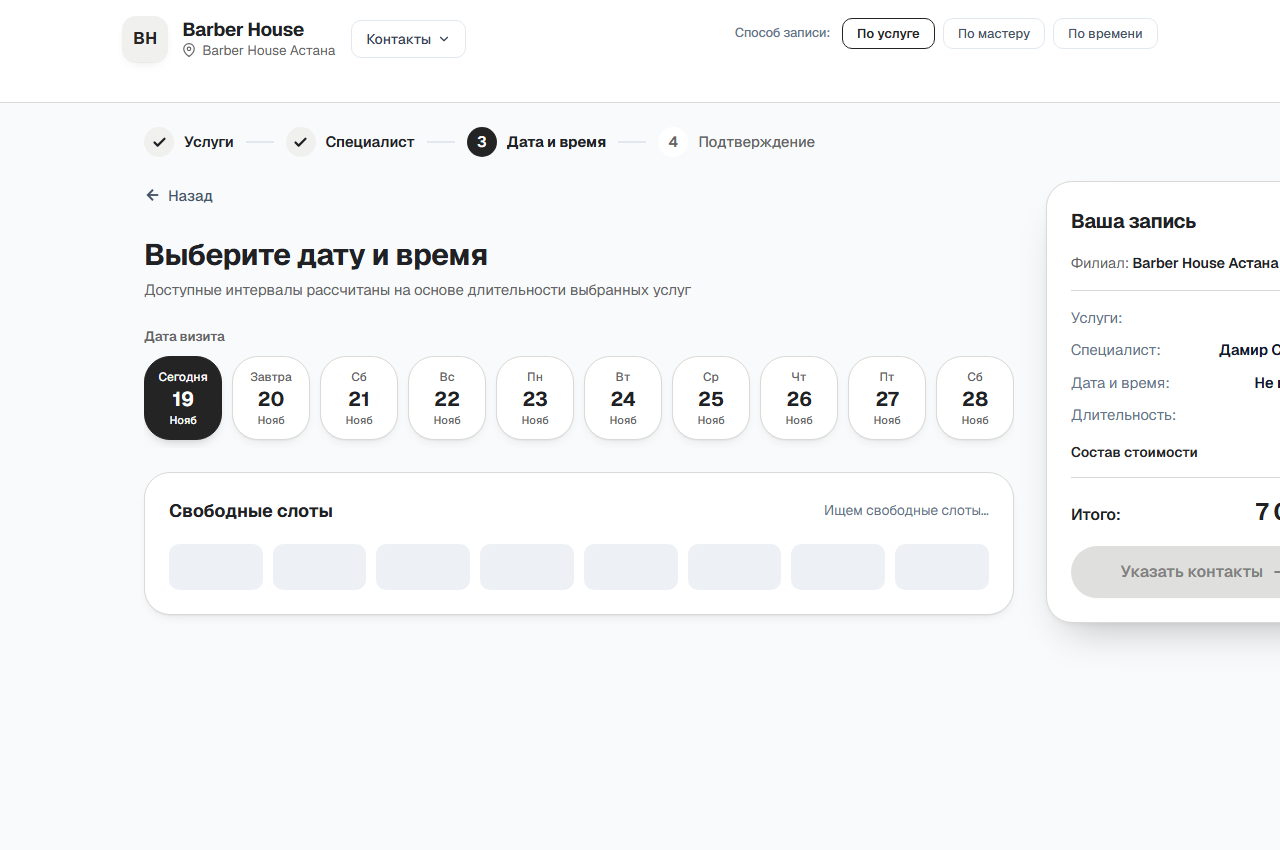 BH
Barber House
Barber House Астана
Контакты
Способ записи:
По услуге
По мастеру
По времени
Услуги
Специалист
3
Дата и время
4
Подтверждение
Назад
Выберите дату и время
Доступные интервалы рассчитаны на основе длительности выбранных услуг
Дата визита
Сегодня
19
Нояб
Завтра
20
Нояб
Сб
21
Нояб
Вс
22
Нояб
Пн
23
Нояб
Вт
24
Нояб
Ср
25
Нояб
Чт
26
Нояб
Пт
27
Нояб
Сб
28
Нояб
Свободные слоты
Ищем свободные слоты…
Ваша запись
Филиал: Barber House Астана
Услуги:
Специалист: Дамир
Дата и время: Не
Длительность:
Состав стоимости
Итого: 7
Указать контакты